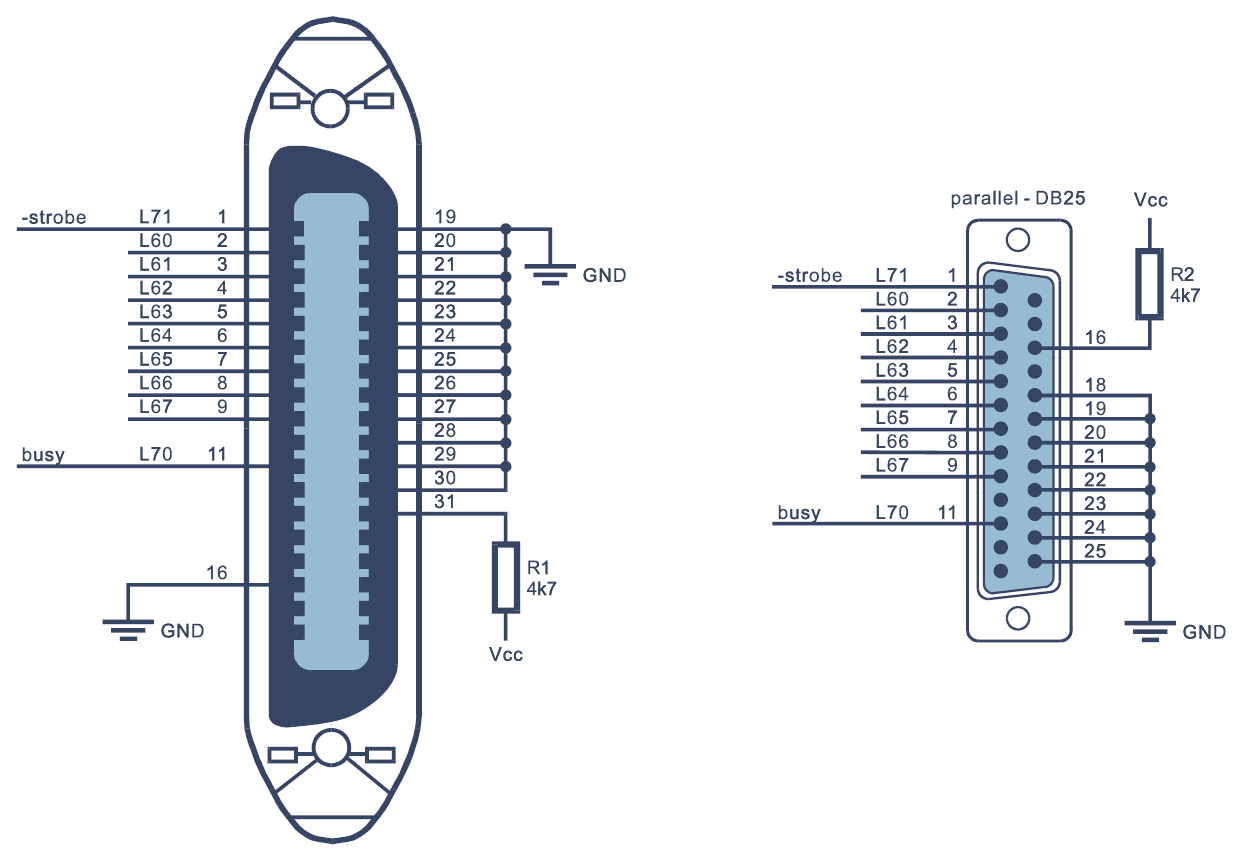 -strobe L71 1
L60 2
L61 3
L62 4
L63 5
L64 6
L65 7
L66 8
L67 9
busy L70 11
16
GND
19
20
21
22
23
24
25
26
27
28
29
30
31
GND
R1
4k7
Vcc
parallel - DB25
Vcc
R2
4k7
-strobe L71 1
L60 2
L61 3
L62 4
L63 5
L64 6
L65 7
L66 8
L67 9
busy L70 11
16
18
19
20
21
22
23
24
25
GND